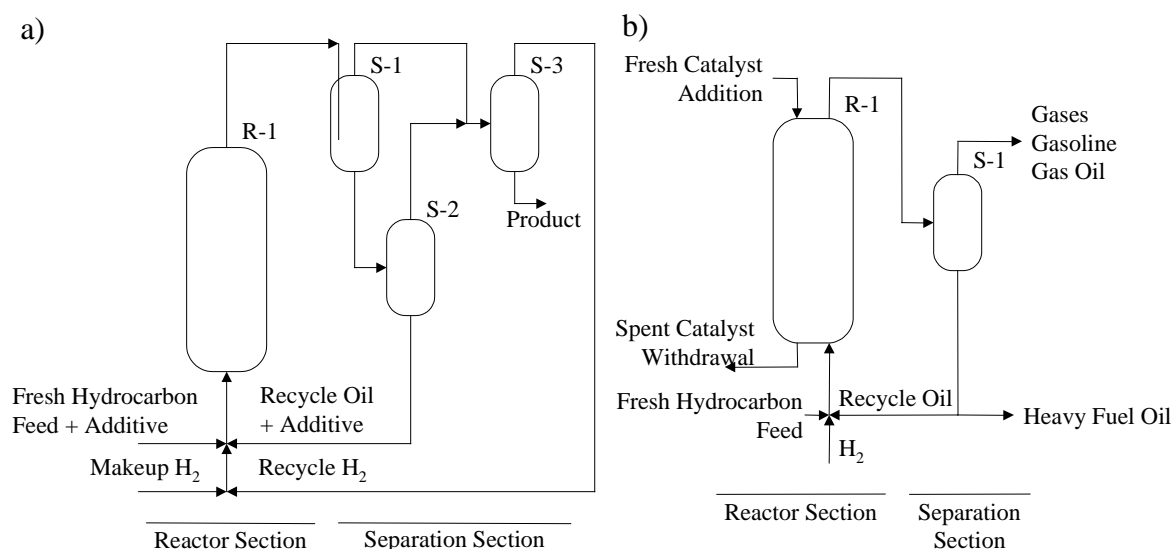 a)
R-1
S-1
S-3
S-2
Product
Fresh Hydrocarbon
Feed + Additive
Recycle Oil
+ Additive
Makeup H2
Recycle H2
Reactor Section
Separation Section
b)
Fresh Catalyst
Addition
R-1
Gases
Gasoline
Gas Oil
S-1
Spent Catalyst
Withdrawal
Fresh Hydrocarbon
Feed
Recycle Oil
Heavy Fuel Oil
H2
Reactor Section
Separation
Section